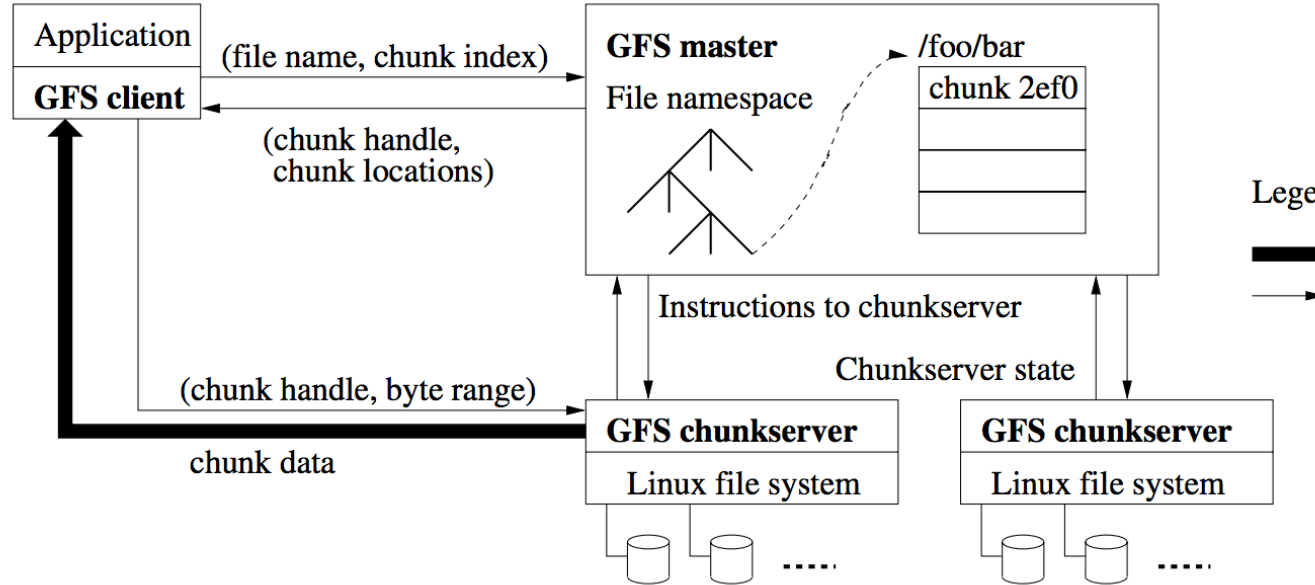 Application
GFS client
(file name, chunk index)
(chunk handle,
chunk locations)
GFS master
File namespace
/foo/bar
chunk 2ef0
Lege
Instructions to chunkserver
Chunkserver state
(chunk handle, byte range)
chunk data
GFS chunkserver
Linux file system
GFS chunkserver
Linux file system